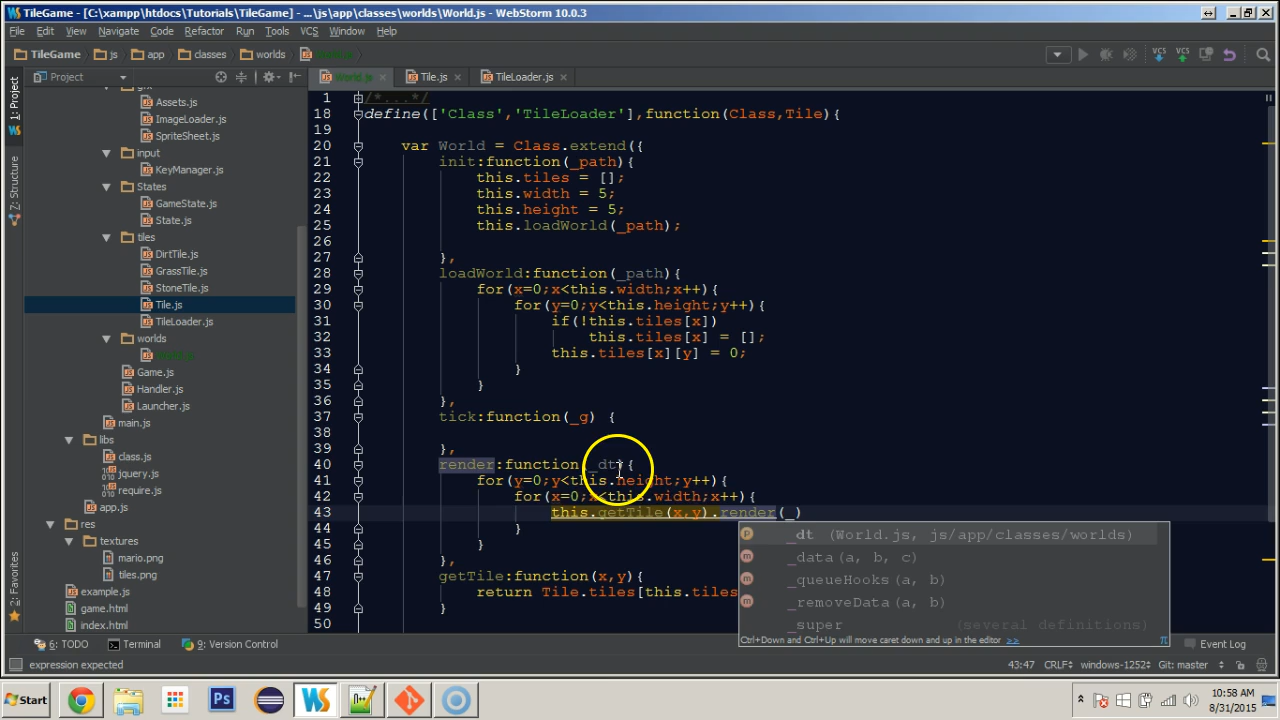 TileGame - [C:\xampp\htdocs\Tutorials\TileGame] - ...\js\app\classes\worlds\World.js - WebStorm 10.0.3
File Edit View Navigate Code Refactor Run Tools VCS Window Help
TileGame js app classes worlds
Project World.js Tile.js TileLoader.js
1: Project
Z: Structure
2: Favorites
gfx
Assets.js
ImageLoader.js
SpriteSheet.js
input
KeyManager.js
States
GameState.js
State.js
tiles
DirtTile.js
GrassTile.js
StoneTile.js
Tile.js
TileLoader.js
worlds
Game.js
Handler.js
Launcher.js
main.js
libs
class.js
jquery.js
require.js
app.js
res
textures
mario.png
tiles.png
example.js
game.html
index.html
1 /*...*/
18 define(['Class','TileLoader'],function(Class,Tile){
19
20 var World = Class.extend({
21 init:function(_path){
22 this.tiles = [];
23 this.width = 5;
24 this.height = 5;
25 this.loadWorld(_path);
26
27 },
28 loadWorld:function(_path){
29 for(x=0;x<this.width;x++){
30 for(y=0;y<this.height;y++){
31 if(!this.tiles[x])
32 this.tiles[x] = [];
33 this.tiles[x][y] = 0;
34 }
35 }
36 },
37 tick:function(_g) {
38
39 },
40 render:function(_dt){
41 for(y=0;y<this.height;y++){
42 for(x=0;x<this.width;x++){
43 this.getTile(x,y).render(_)
44 }
45 }
46 },
47 getTile:function(x,y){
48 return Tile.tiles[this.tiles
49 }
50
_dt (World.js, js/app/classes/worlds)
_data(a, b, c)
_queueHooks(a, b)
_removeData(a, b)
_super (several definitions)
Ctrl+Down and Ctrl+Up will move caret down and up in the editor >> π
6: TODO Terminal 9: Version Control Event Log
expression expected 43:47 CRLF windows-1252 Git: master
Start Ps WS 10:58 AM
8/31/2015